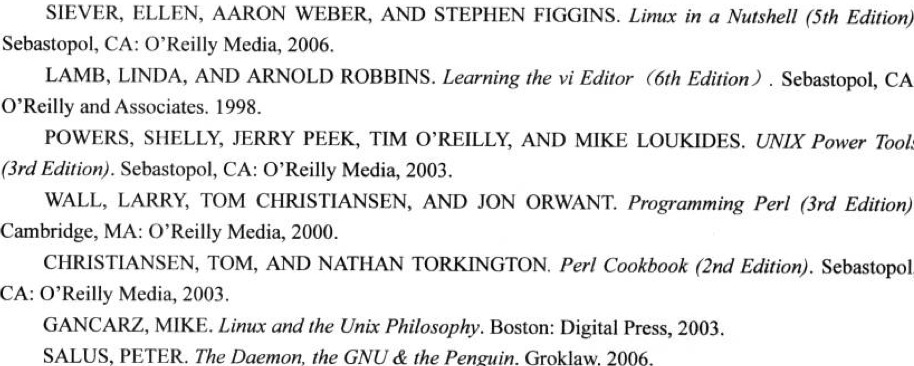 SIEVER, ELLEN, AARON WEBER, AND STEPHEN FIGGINS. Linux in a Nutshell (5th Edition)
Sebastopol, CA: O'Reilly Media, 2006.
LAMB, LINDA, AND ARNOLD ROBBINS. Learning the vi Editor（6th Edition）. Sebastopol, CA
O'Reilly and Associates. 1998.
POWERS, SHELLY, JERRY PEEK, TIM O'REILLY, AND MIKE LOUKIDES. UNIX Power Tools
(3rd Edition). Sebastopol, CA: O'Reilly Media, 2003.
WALL, LARRY, TOM CHRISTIANSEN, AND JON ORWANT. Programming Perl (3rd Edition)
Cambridge, MA: O'Reilly Media, 2000.
CHRISTIANSEN, TOM, AND NATHAN TORKINGTON. Perl Cookbook (2nd Edition). Sebastopol,
CA: O'Reilly Media, 2003.
GANCARZ, MIKE. Linux and the Unix Philosophy. Boston: Digital Press, 2003.
SALUS, PETER. The Daemon, the GNU & the Penguin. Groklaw. 2006.